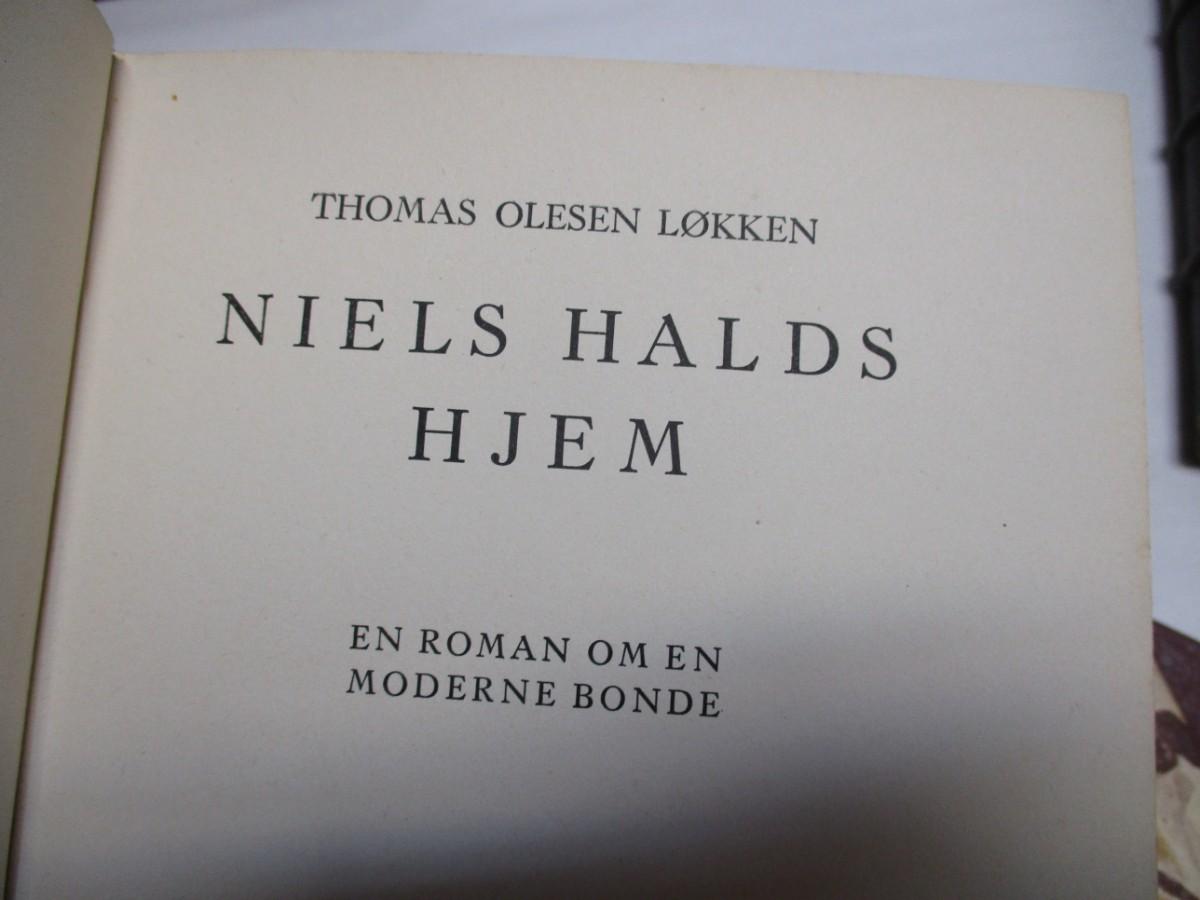 THOMAS OLESEN LØKKEN
NIELS HALDS
HJEM
EN ROMAN OM EN
MODERNE BONDE